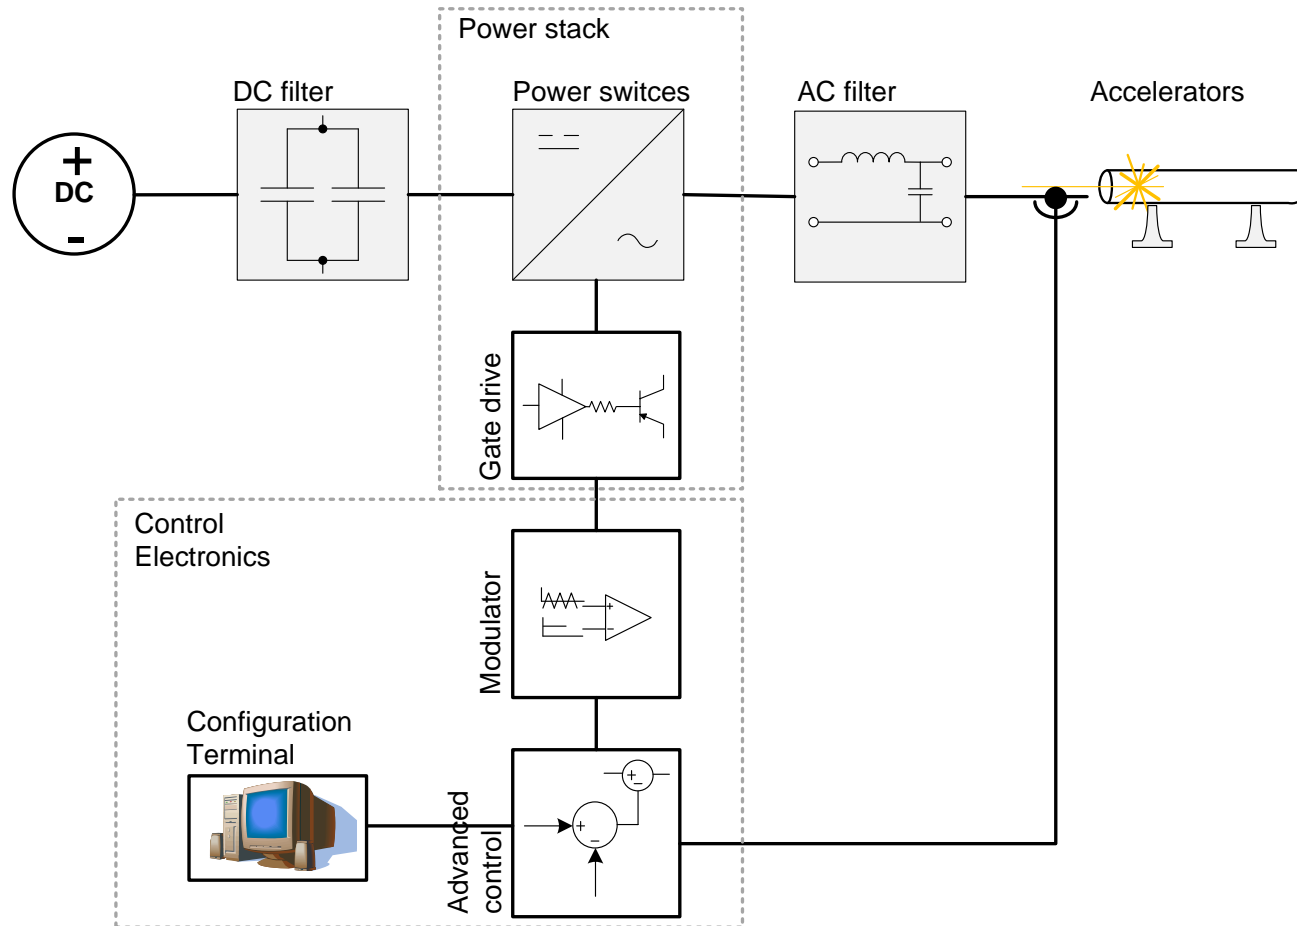 Power stack
DC filter
Power switces
AC filter
Accelerators
+
DC
-
Gate drive
Control
Electronics
Modulator
+
-
Configuration
Terminal
Advanced
control
+
-
+
-